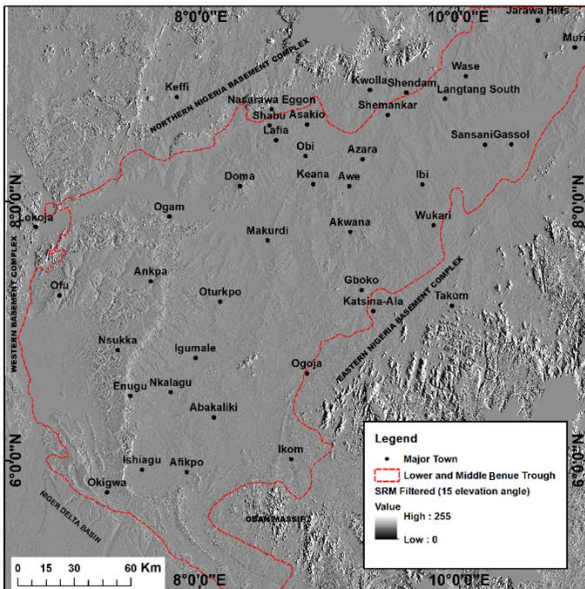 8°0'0"E
10°0'0"E
Jarawa Hills
Muri
Wase
Kwolla
Shendam
Langtang South
Keffi
NORTHERN NIGERIA BASEMENT COMPLEX
Nasarawa Eggon
Shemankar
Shabu
Asakio
Lafia
Sansani
Gassol
Obi
Azara
Doma
Keana
Awe
Ibi
8°0'0"N
8°0'0"N
Lokoja
Ogam
Wukari
Akwana
Makurdi
WESTERN BASEMENT COMPLEX
Ofu
Ankpa
Gboko
EASTERN NIGERIA BASEMENT COMPLEX
Oturkpo
Katsina-Ala
Takum
Nsukka
Igumale
Ogoja
Enugu
Nkalagu
Abakaliki
6°0'0"N
6°0'0"N
Ishiagu
Afikpo
Ikom
Okigwa
NIGER DELTA BASIN
OBAN MASSIF
Legend
Major Town
Lower and Middle Benue Trough
SRM Filtered (15 elevation angle)
Value
High : 255
Low : 0
0 10 20 40 60 Km
8°0'0"E
10°0'0"E